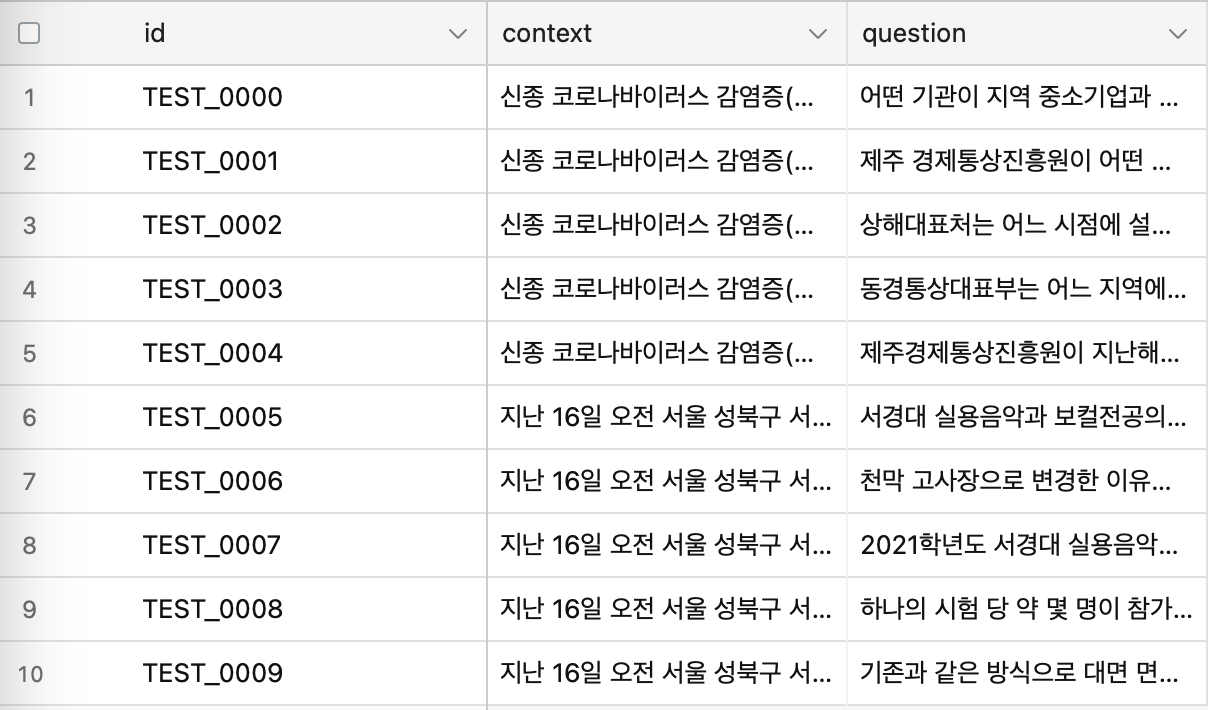 id context question
1 TEST_0000 신종 코로나바이러스 감염증(... 어떤 기관이 지역 중소기업과 ...
2 TEST_0001 신종 코로나바이러스 감염증(... 제주 경제통상진흥원이 어떤 ...
3 TEST_0002 신종 코로나바이러스 감염증(... 상해대표처는 어느 시점에 설...
4 TEST_0003 신종 코로나바이러스 감염증(... 동경통상대표부는 어느 지역에...
5 TEST_0004 신종 코로나바이러스 감염증(... 제주경제통상진흥원이 지난해...
6 TEST_0005 지난 16일 오전 서울 성북구 서... 서경대 실용음악과 보컬전공의...
7 TEST_0006 지난 16일 오전 서울 성북구 서... 천막 고사장으로 변경한 이유...
8 TEST_0007 지난 16일 오전 서울 성북구 서... 2021학년도 서경대 실용음악...
9 TEST_0008 지난 16일 오전 서울 성북구 서... 하나의 시험 당 약 몇 명이 참가...
10 TEST_0009 지난 16일 오전 서울 성북구 서... 기존과 같은 방식으로 대면 면...